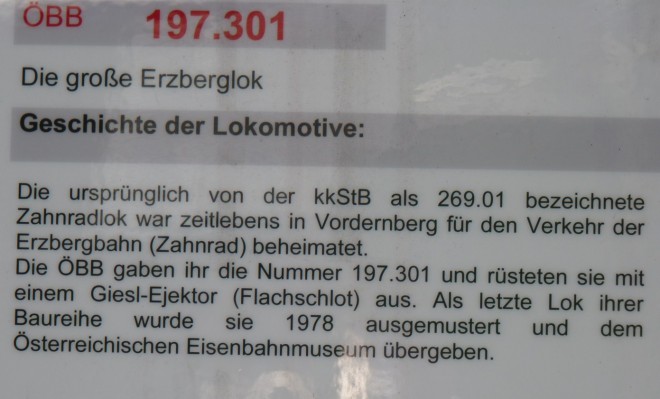 ÖBB 197.301
Die große Erzberglok
Geschichte der Lokomotive:
Die ursprünglich von der kkStB als 269.01 bezeichnete
Zahnradlok war zeitlebens in Vordernberg für den Verkehr der
Erzbergbahn (Zahnrad) beheimatet.
Die ÖBB gaben ihr die Nummer 197.301 und rüsteten sie mit
einem Giesl-Ejektor (Flachschlot) aus. Als letzte Lok ihrer
Baureihe wurde sie 1978 ausgemustert und dem
Österreichischen Eisenbahnmuseum übergeben.